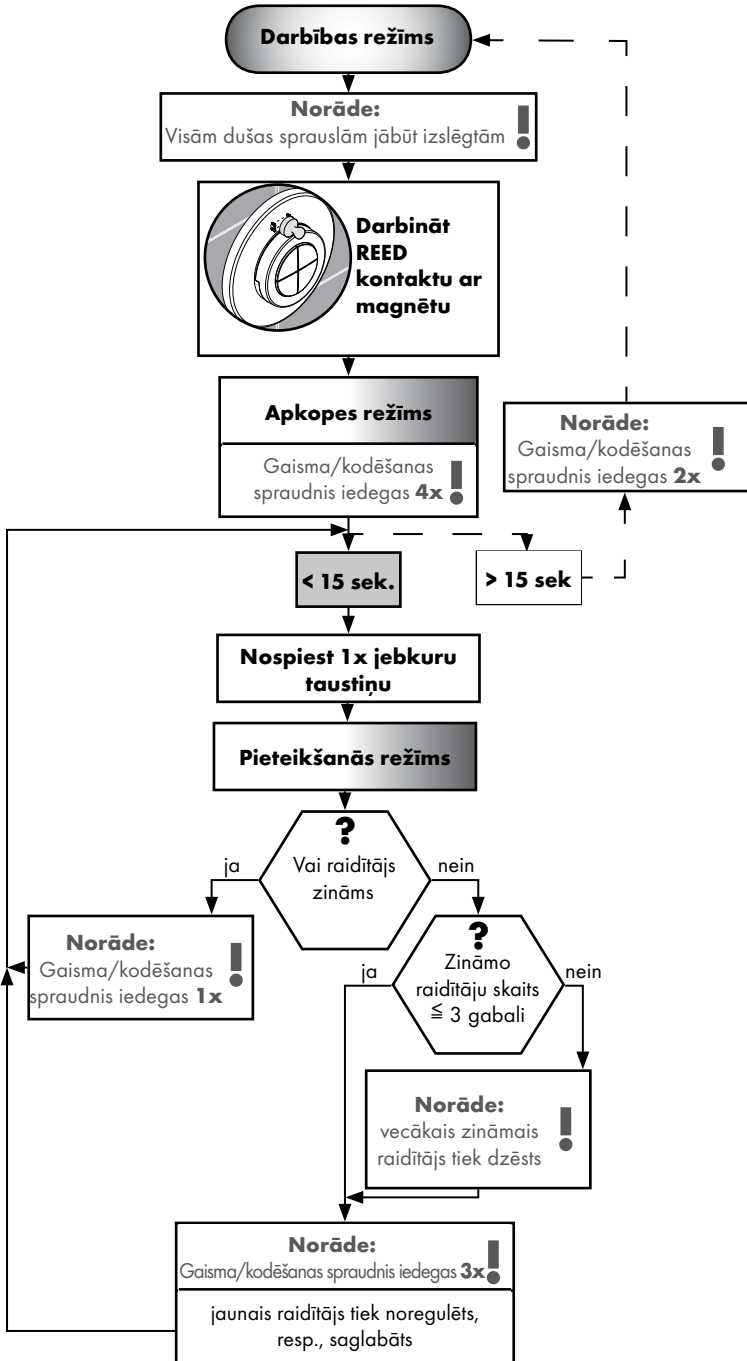 Darbības režīms
Norāde:
Visām dušas sprauslām jābūt izslēgtām
!
Darbināt
REED
kontaktu ar
magnētu
Apkopes režīms
Gaisma/kodēšanas
spraudnis iedegas 4x
!
Norāde:
Gaisma/kodēšanas
spraudnis iedegas 2x
!
< 15 sek.
> 15 sek
Nospiest 1x jebkuru
taustiņu
Pieteikšanās režīms
?
Vai raidītājs
zināms
ja
nein
Norāde:
Gaisma/kodēšanas
spraudnis iedegas 1x
!
?
Zināmo
raidītāju skaits
≦ 3 gabali
ja
nein
Norāde:
vecākais zināmais
raidītājs tiek dzēsts
!
Norāde:
Gaisma/kodēšanas spraudnis iedegas 3x
!
jaunais raidītājs tiek noregulēts,
resp., saglabāts